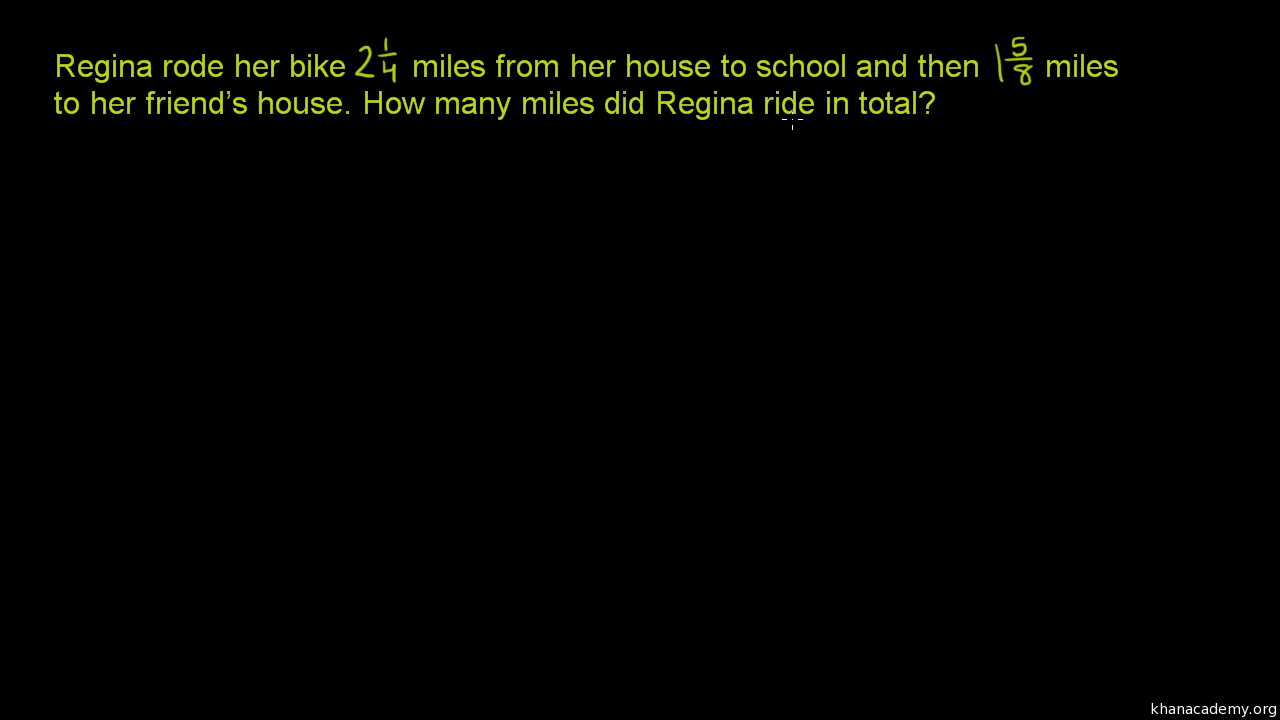 Regina rode her bike 2 1/4 miles from her house to school and then 1 5/8 miles
to her friend’s house. How many miles did Regina ride in total?
khanacademy.org